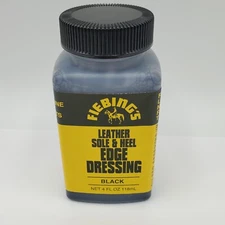 FIEBING'S
LEATHER
SOLE & HEEL
EDGE
DRESSING
BLACK
NET 4 FL OZ 118mL